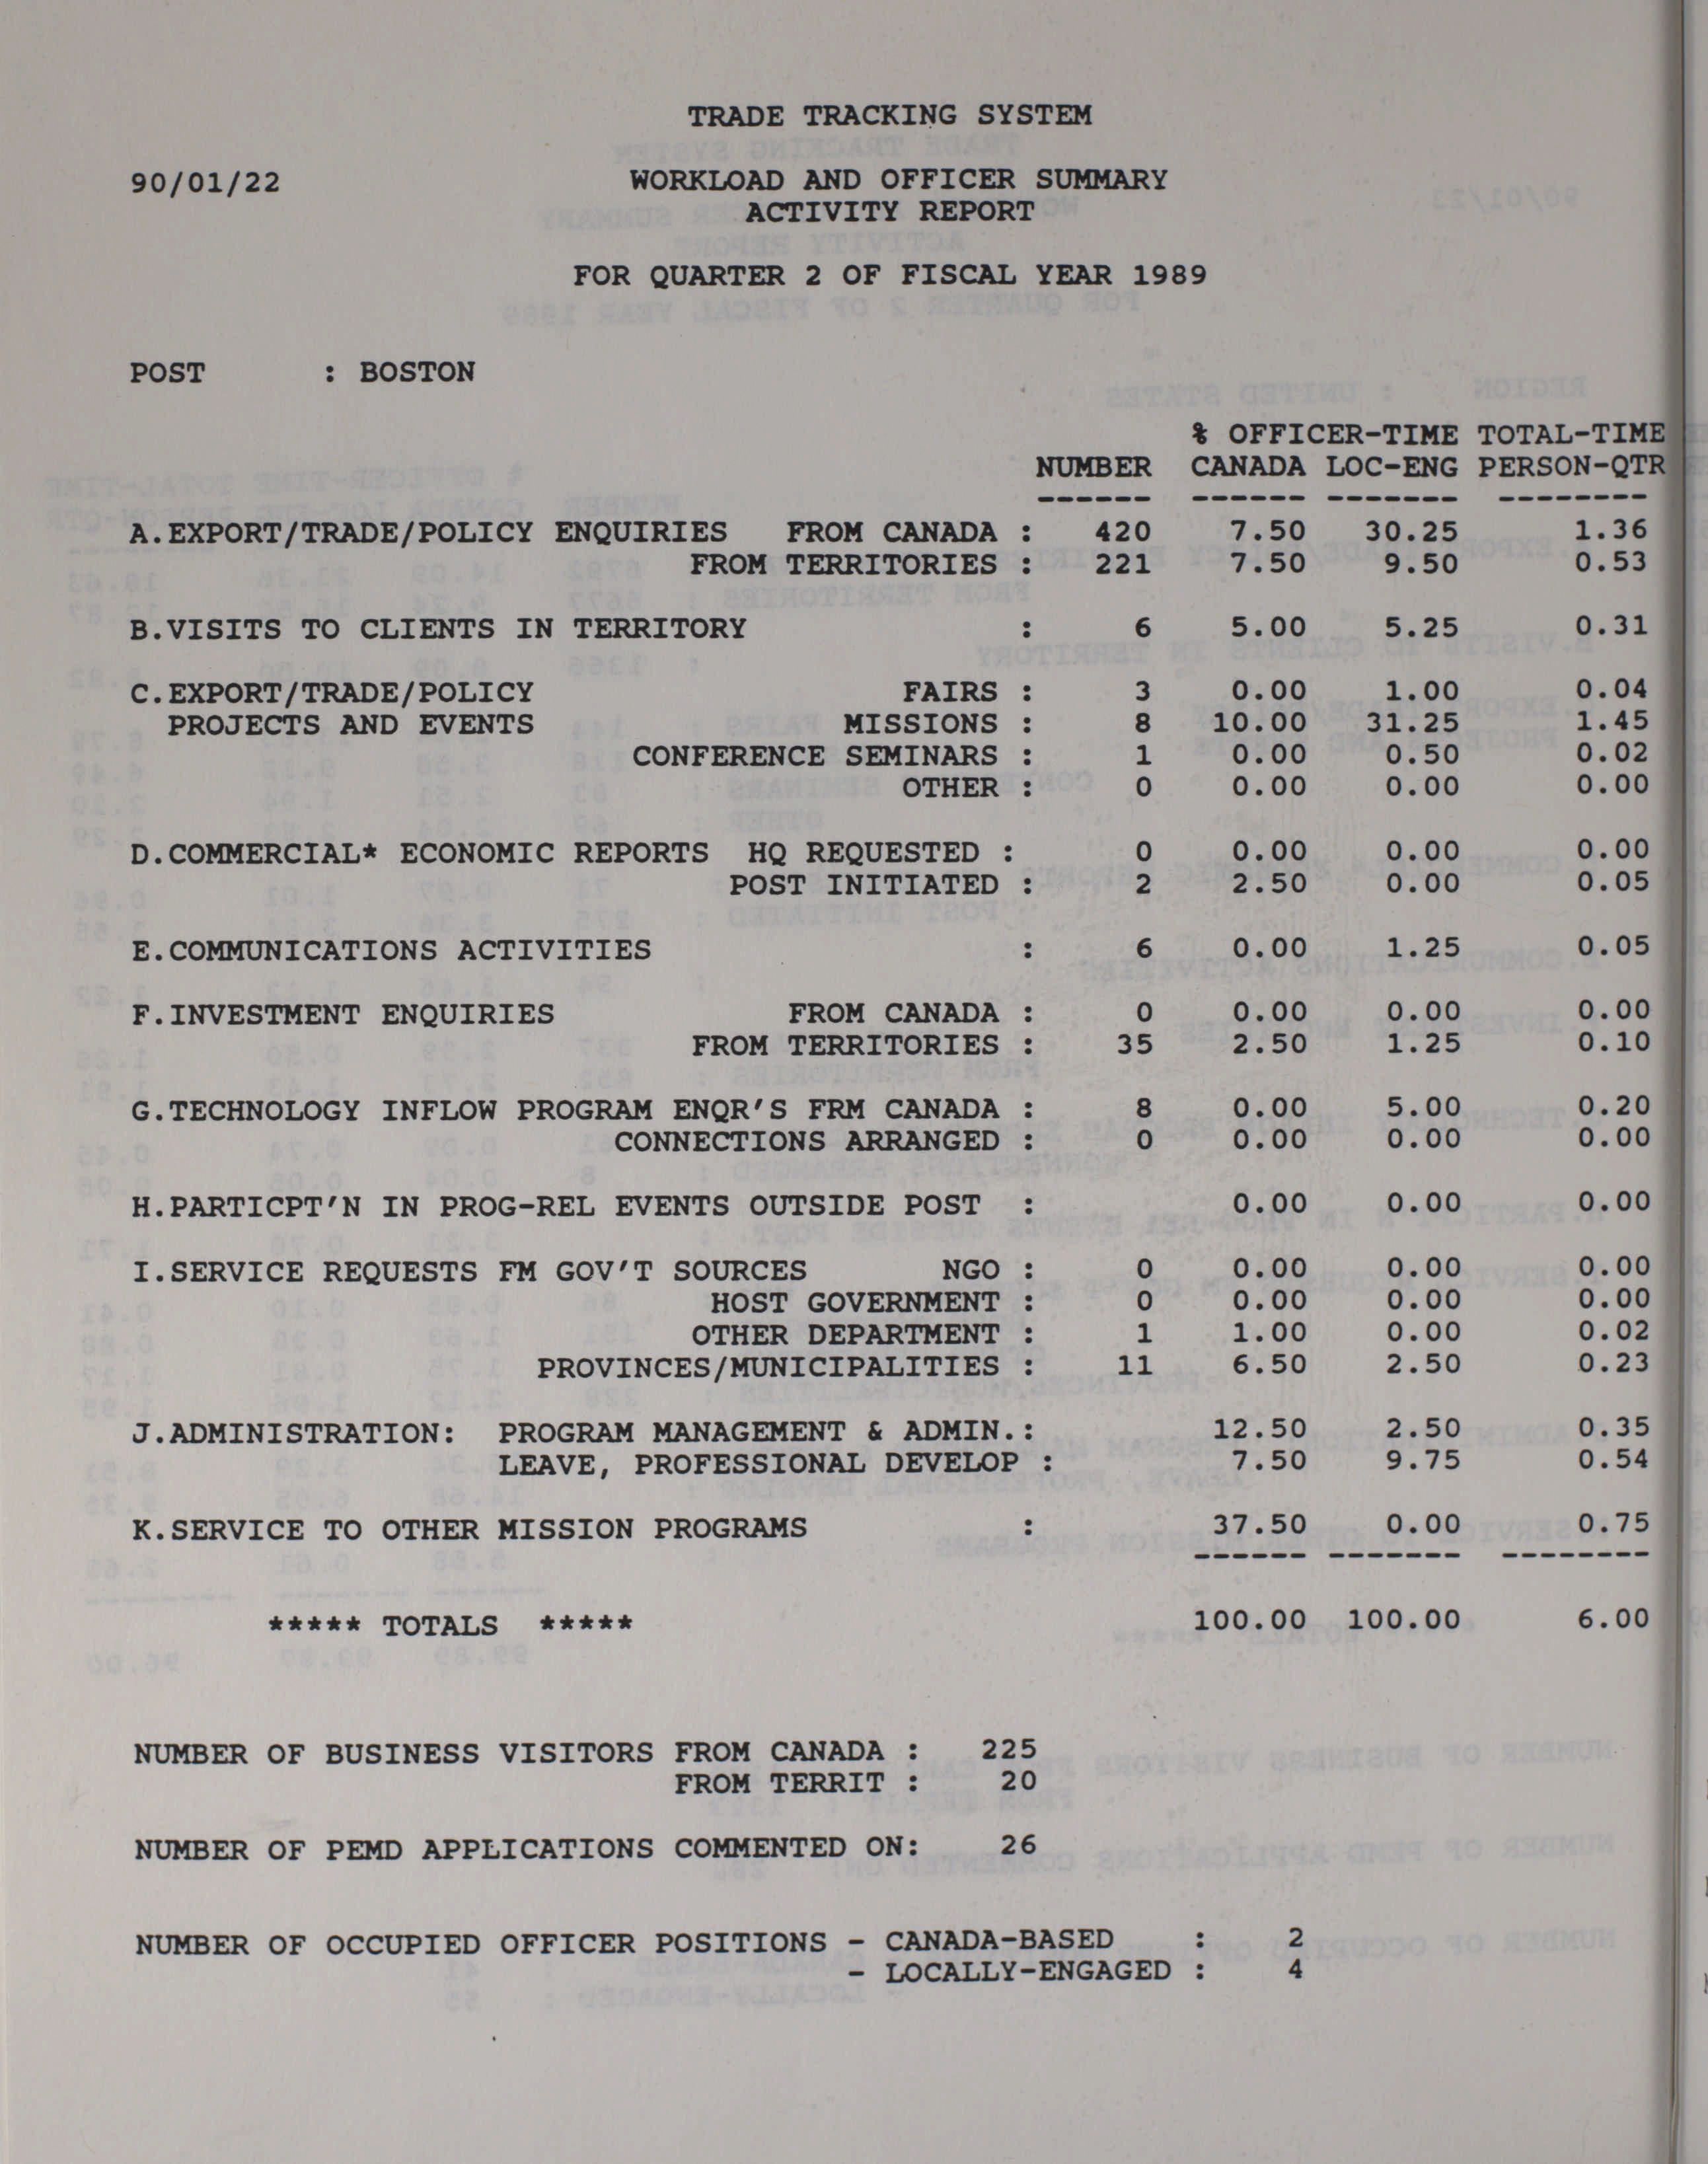 TRADE TRACKING SYSTEM
90/01/22 WORKLOAD AND OFFICER SUMMARY
ACTIVITY REPORT
FOR QUARTER 2 OF FISCAL YEAR 1989
POST : BOSTON
% OFFICER-TIME TOTAL-TIME
NUMBER CANADA LOC-ENG PERSON-QTR
------ ------ ------- --------
A.EXPORT/TRADE/POLICY ENQUIRIES FROM CANADA : 420 7.50 30.25 1.36
FROM TERRITORIES : 221 7.50 9.50 0.53
B.VISITS TO CLIENTS IN TERRITORY : 6 5.00 5.25 0.31
C.EXPORT/TRADE/POLICY FAIRS : 3 0.00 1.00 0.04
PROJECTS AND EVENTS MISSIONS : 8 10.00 31.25 1.45
CONFERENCE SEMINARS : 1 0.00 0.50 0.02
OTHER : 0 0.00 0.00 0.00
D.COMMERCIAL* ECONOMIC REPORTS HQ REQUESTED : 0 0.00 0.00 0.00
POST INITIATED : 2 2.50 0.00 0.05
E.COMMUNICATIONS ACTIVITIES : 6 0.00 1.25 0.05
F.INVESTMENT ENQUIRIES FROM CANADA : 0 0.00 0.00 0.00
FROM TERRITORIES : 35 2.50 1.25 0.10
G.TECHNOLOGY INFLOW PROGRAM ENQR'S FRM CANADA : 8 0.00 5.00 0.20
CONNECTIONS ARRANGED : 0 0.00 0.00 0.00
H.PARTICPT'N IN PROG-REL EVENTS OUTSIDE POST : 0.00 0.00 0.00
I.SERVICE REQUESTS FM GOV'T SOURCES NGO : 0 0.00 0.00 0.00
HOST GOVERNMENT : 0 0.00 0.00 0.00
OTHER DEPARTMENT : 1 1.00 0.00 0.02
PROVINCES/MUNICIPALITIES : 11 6.50 2.50 0.23
J.ADMINISTRATION: PROGRAM MANAGEMENT & ADMIN.: 12.50 2.50 0.35
LEAVE, PROFESSIONAL DEVELOP : 7.50 9.75 0.54
K.SERVICE TO OTHER MISSION PROGRAMS : 37.50 0.00 0.75
------ ------- --------
***** TOTALS ***** 100.00 100.00 6.00
NUMBER OF BUSINESS VISITORS FROM CANADA : 225
FROM TERRIT : 20
NUMBER OF PEMD APPLICATIONS COMMENTED ON: 26
NUMBER OF OCCUPIED OFFICER POSITIONS - CANADA-BASED : 2
- LOCALLY-ENGAGED : 4